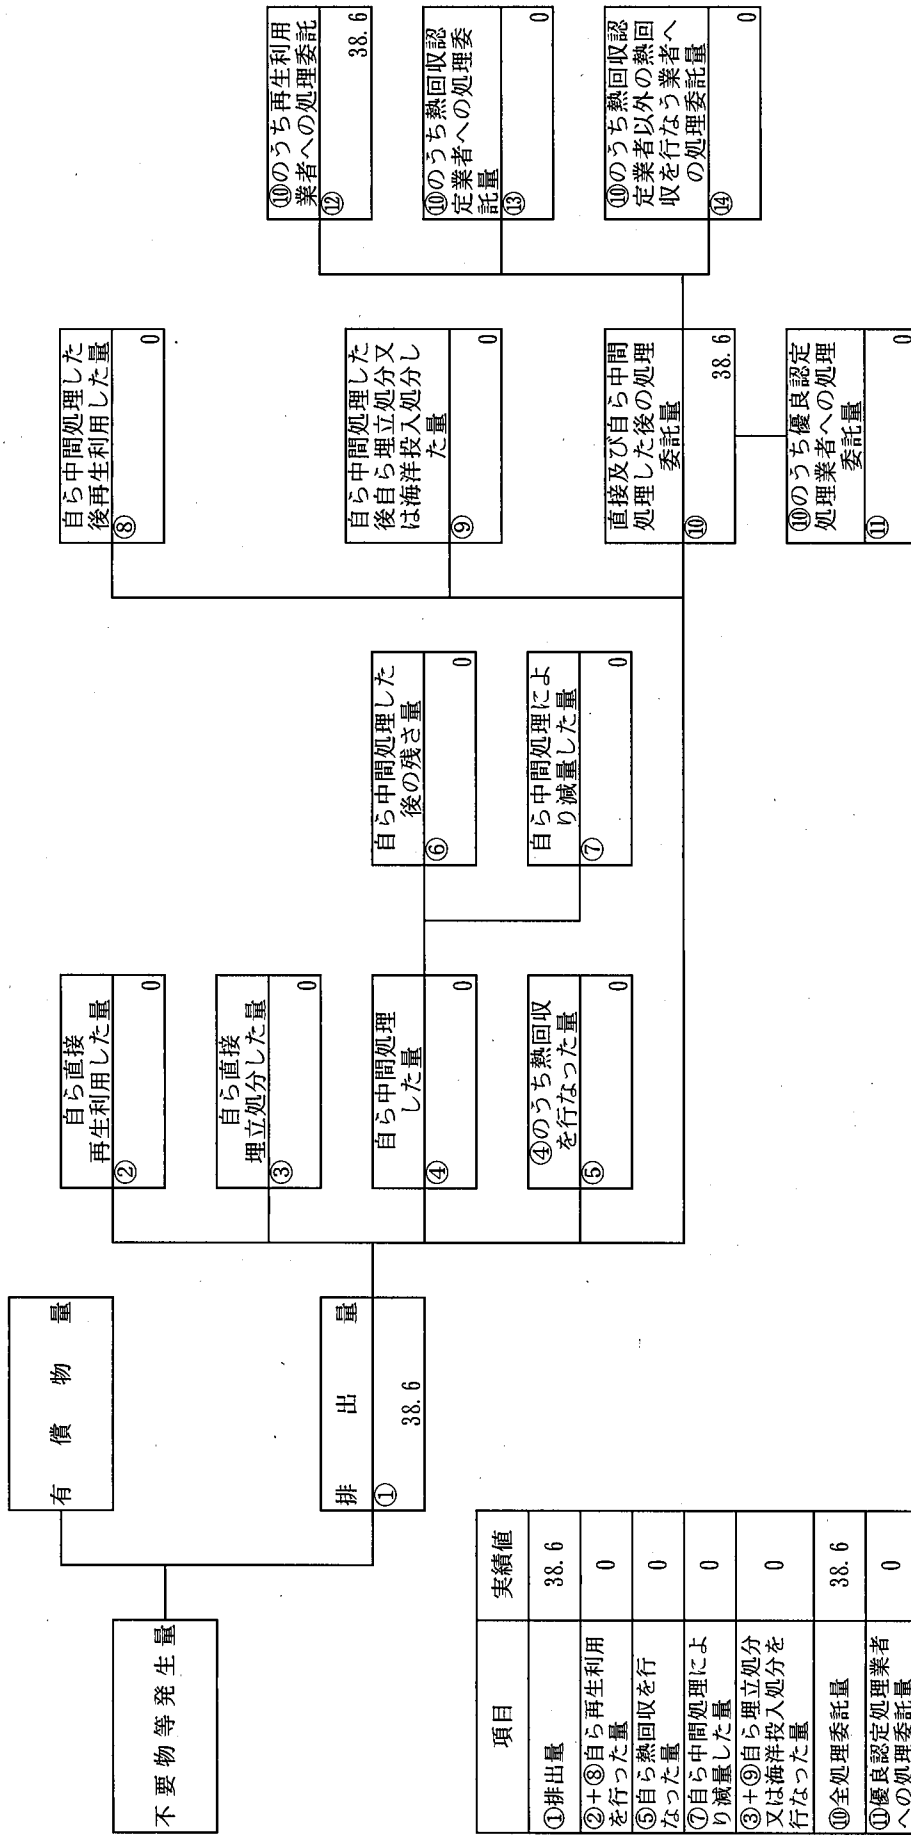 不要物等発生量
有償物量
排出量
①
38.6
自ら直接
再生利用した量
②
0
自ら直接
埋立処分した量
③
0
自ら中間処理
した量
④
0
④のうち熱回収
を行なった量
⑤
0
自ら中間処理した
後の残さ量
⑥
0
自ら中間処理によ
り減量した量
⑦
0
自ら中間処理した
後再生利用した量
⑧
0
自ら中間処理した
後自ら埋立処分又
は海洋投入処分し
た量
⑨
0
直接及び自ら中間
処理した後の処理
委託量
⑩
38.6
⑩のうち優良認定
処理業者への処理
委託量
⑪
0
⑩のうち再生利用
業者への処理委託
⑫
38.6
⑩のうち熱回収認
定業者への処理委
託量
⑬
0
⑩のうち熱回収認
定業者以外の熱回
収を行なう業者へ
の処理委託量
⑭
0
項目 実績値
①排出量 38.6
②+⑧自ら再生利用
を行った量
0
⑤自ら熱回収を行
なった量
0
⑦自ら中間処理によ
り減量した量
0
③+⑨自ら埋立処分
又は海洋投入処分を
行なった量
0
⑩全処理委託量 38.6
⑪優良認定処理業者
への処理委託量
0